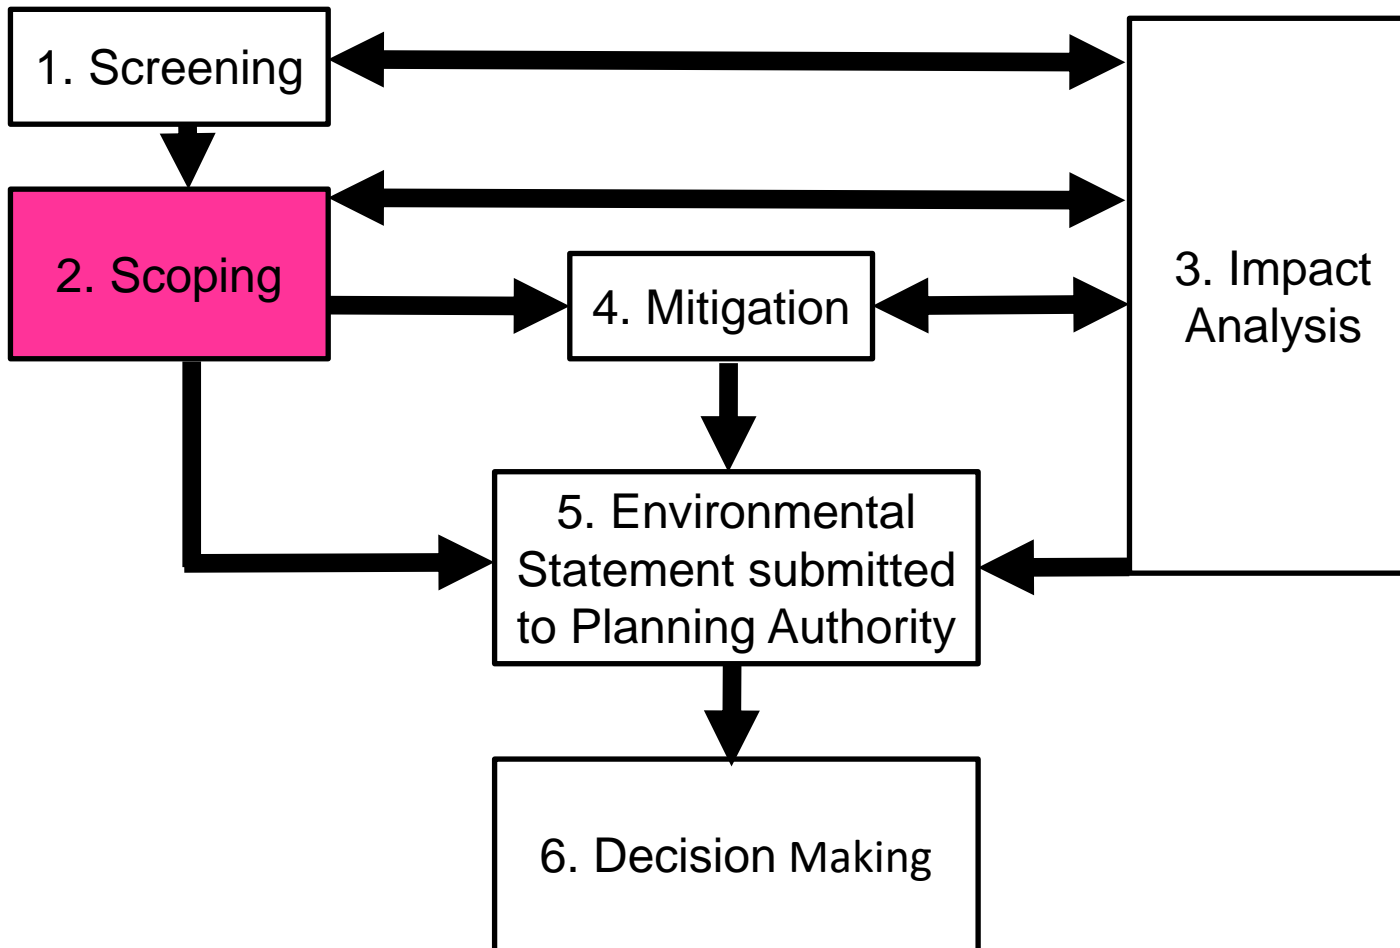 1. Screening
2. Scoping
3. Impact
Analysis
4. Mitigation
5. Environmental
Statement submitted
to Planning Authority
6. Decision Making